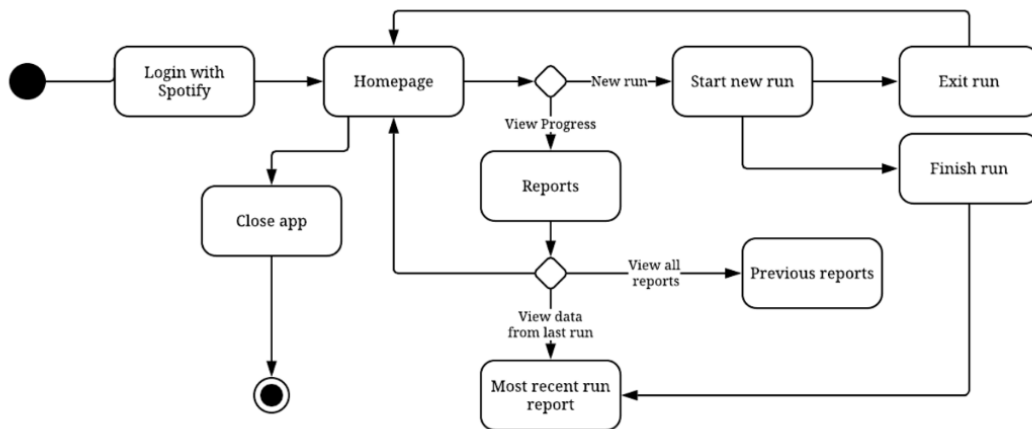 Login with
Spotify
Homepage
New run
Start new run
Exit run
View Progress
Finish run
Reports
Close app
View all
reports
Previous reports
View data
from last run
Most recent run
report